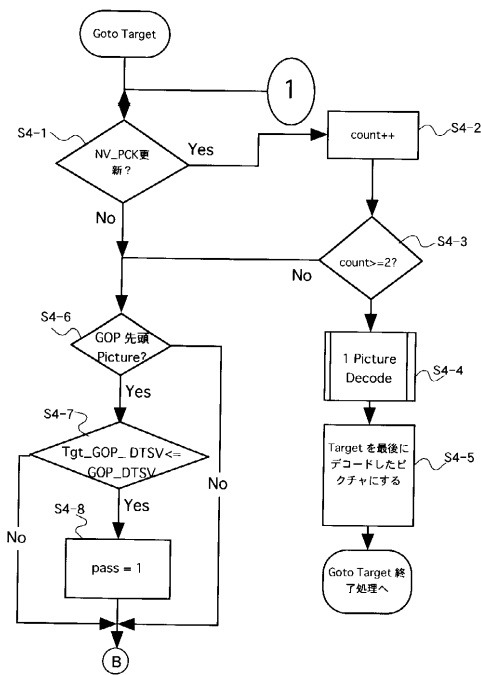 Goto Target
1
S4-1
NV_PCK更
新?
Yes
No
count++
S4-2
S4-3
count>=2?
No
S4-6
GOP 先頭
Picture?
Yes
No
1 Picture
Decode
S4-4
S4-7
Tgt_GOP_ DTSV<=
GOP_DTSV
Yes
No
Target を最後に
デコードしたピ
クチャにする
S4-5
S4-8
pass = 1
Goto Target 終
了処理へ
B